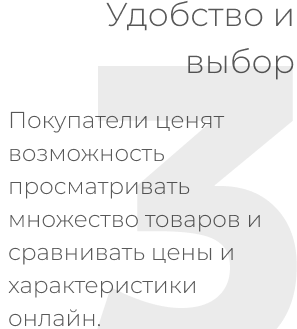 Удобство и
выбор
3
Покупатели ценят
возможность
просматривать
множество товаров и
сравнивать цены и
характеристики
онлайн.